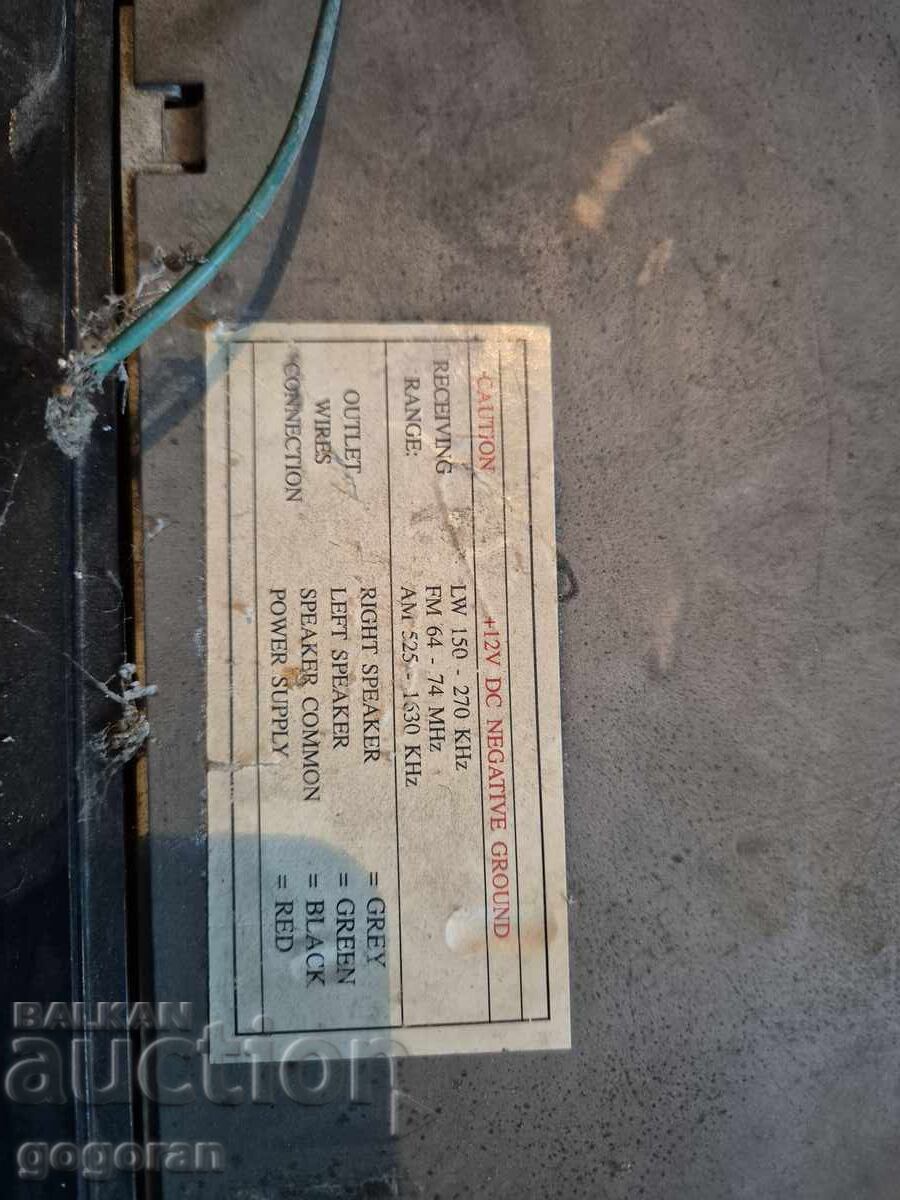 CAUTION +12V DC NEGATIVE GROUND
RECEIVING LW 150 - 270 KHz
RANGE: FM 64 - 74 MHz
AM 525 - 1630 KHz
RIGHT SPEAKER = GREY
OUTLET LEFT SPEAKER = GREEN
WIRES SPEAKER COMMON = BLACK
CONNECTION POWER SUPPLY = RED
BALKAN
auction
gogoran